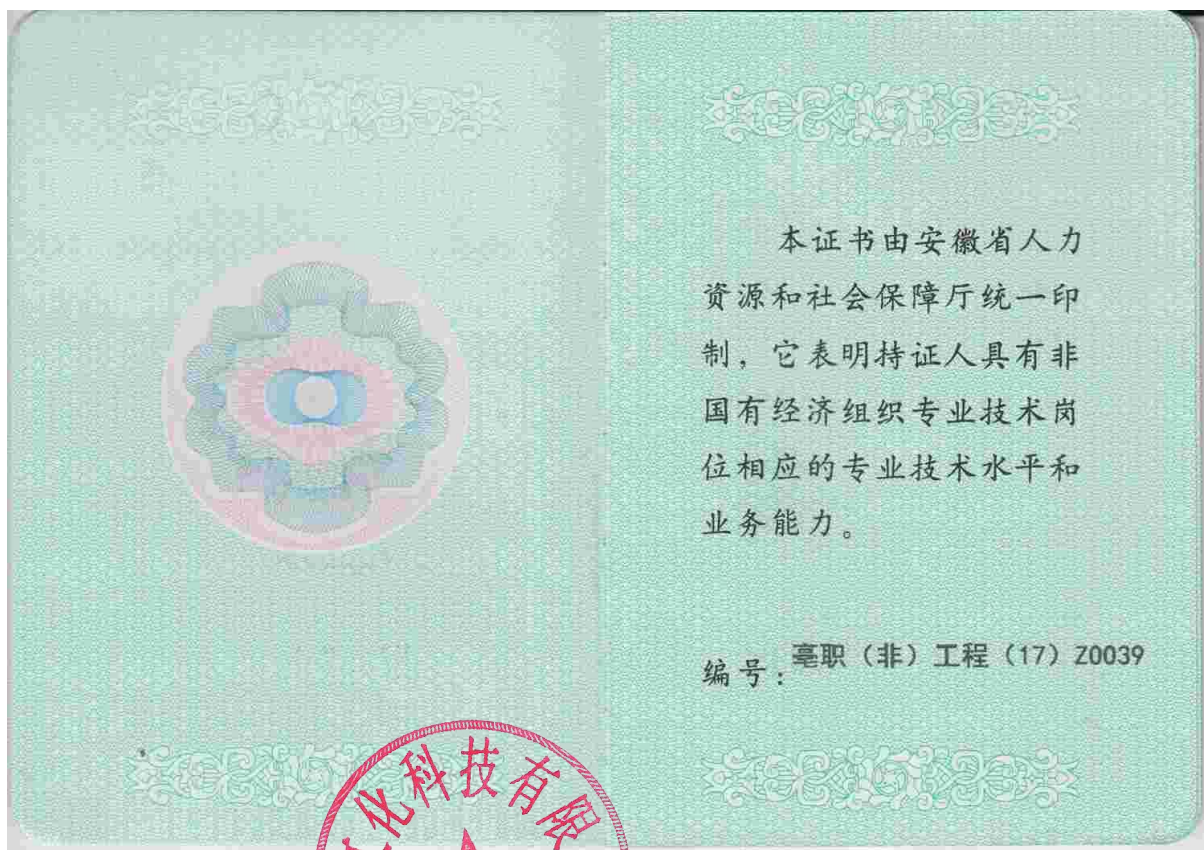 本证书由安徽省人力
资源和社会保障厅统一印
制，它表明持证人具有非
国有经济组织专业技术岗
位相应的专业技术水平和
业务能力。
编号：亳职（非）工程（17）Z0039
化科技有限